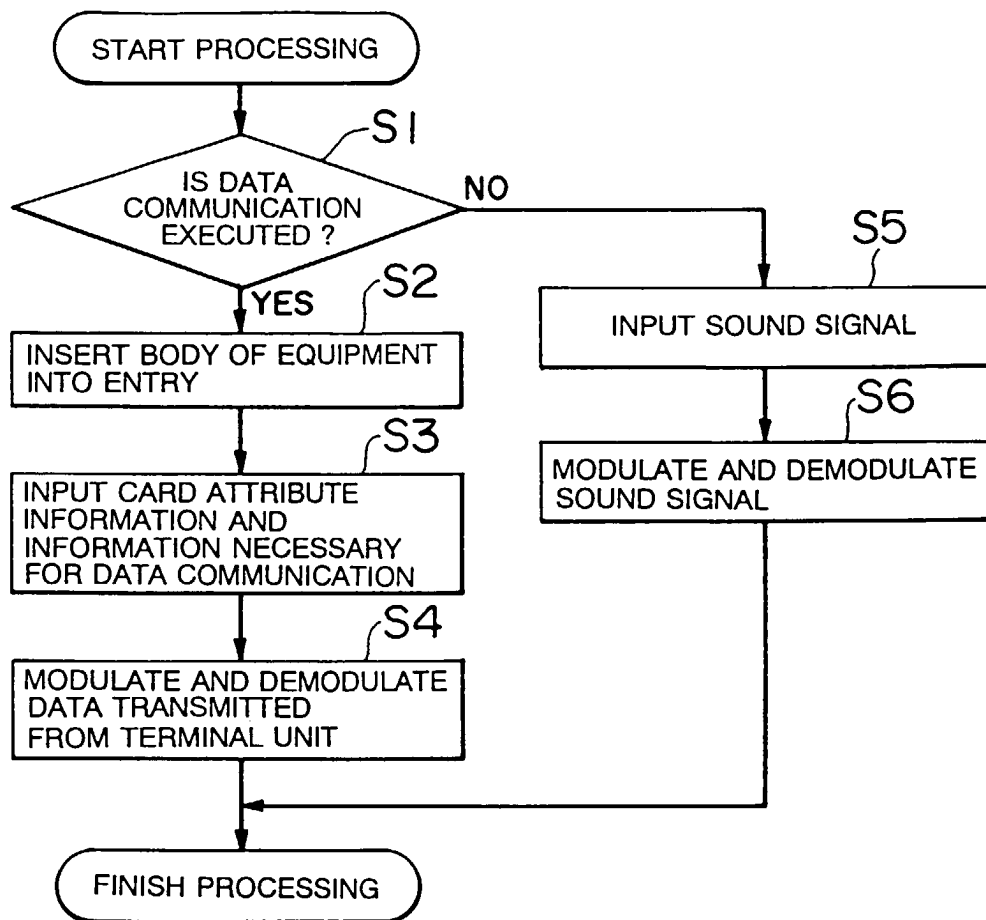 START PROCESSING
S1
IS DATA
COMMUNICATION
EXECUTED ?
NO
YES
S2
INSERT BODY OF EQUIPMENT
INTO ENTRY
S3
INPUT CARD ATTRIBUTE
INFORMATION AND
INFORMATION NECESSARY
FOR DATA COMMUNICATION
S4
MODULATE AND DEMODULATE
DATA TRANSMITTED
FROM TERMINAL UNIT
S5
INPUT SOUND SIGNAL
S6
MODULATE AND DEMODULATE
SOUND SIGNAL
FINISH PROCESSING